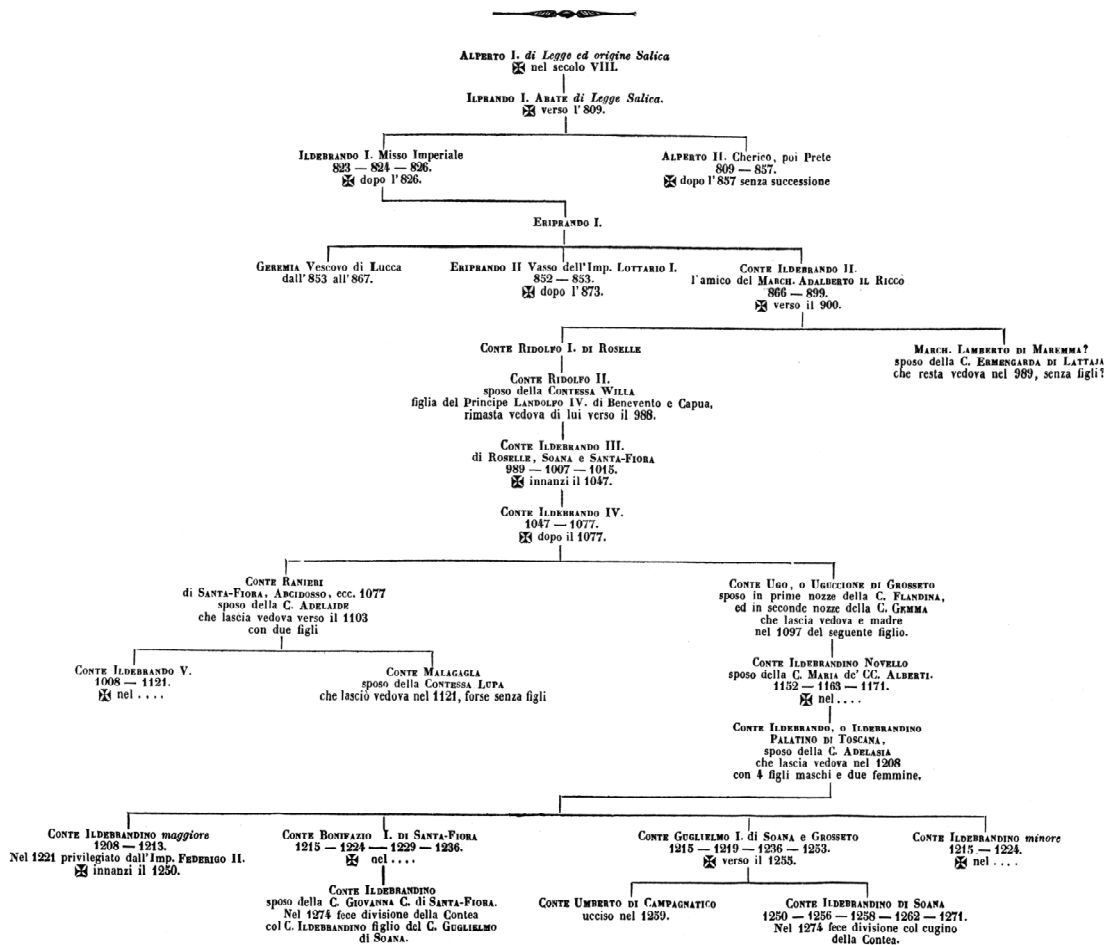 ALPERTO I. di Legge ed origine Salica
✠ nel secolo VIII.
ILPRANDO I. ABATE di Legge Salica.
✠ verso l'809.
ILDEBRANDO I. Misso Imperiale
823 — 824 — 826.
✠ dopo l'826.
ALPERTO II. Cherico, poi Prete
809 — 857.
✠ dopo l'857 senza successione
ERIPRANDO I.
GEREMIA Vescovo di Lucca
dall'853 all'867.
ERIPRANDO II Vasso dell'Imp. LOTTARIO I.
852 — 853.
✠ dopo l'873.
CONTE ILDEBRANDO II.
l'amico del MARCH. ADALBERTO IL RICCO
866 — 899.
✠ verso il 900.
CONTE RIDOLFO I. DI ROSELLE
MARCH. LAMBERTO DI MAREMMA?
sposo della C. ERMENGARDA DI LATTAJA
che resta vedova nel 989, senza figli?
CONTE RIDOLFO II.
sposo della CONTESSA WILLA
figlia del Principe LANDOLFO IV. di Benevento e Capua,
rimasta vedova di lui verso il 988.
CONTE ILDEBRANDO III.
di ROSELLE, SOANA e SANTA-FIORA
989 — 1007 — 1015.
✠ innanzi il 1047.
CONTE ILDEBRANDO IV.
1047 — 1077.
✠ dopo il 1077.
CONTE RANIERI
di SANTA-FIORA, ARCIDOSSO, ecc. 1077
sposo della C. ADELAIDE
che lascia vedova verso il 1103
con due figli
CONTE UGO, O UGUCCIONE DI GROSSETO
sposo in prime nozze della C. FLANDINA,
ed in seconde nozze della C. GEMMA
che lascia vedova e madre
nel 1097 del seguente figlio.
CONTE ILDEBRANDO V.
1008 — 1121.
✠ nel . . . .
CONTE MALAGAGLA
sposo della CONTESSA LUPA
che lasciò vedova nel 1121, forse senza figli
CONTE ILDEBRANDINO NOVELLO
sposo della C. MARIA de' CC. ALBERTI.
1152 — 1163 — 1171.
✠ nel . . . .
CONTE ILDEBRANDO, O ILDEBRANDINO
PALATINO DI TOSCANA,
sposo della C. ADELASIA
che lascia vedova nel 1208
con 4 figli maschi e due femmine.
CONTE ILDEBRANDINO maggiore
1208 — 1213.
Nel 1221 privilegiato dall'Imp. FEDERIGO II.
✠ innanzi il 1250.
CONTE BONIFAZIO I. DI SANTA-FIORA
1215 — 1224 — 1229 — 1236.
✠ nel . . . .
CONTE GUGLIELMO I. DI SOANA E GROSSETO
1215 — 1219 — 1236 — 1253.
✠ verso il 1255.
CONTE ILDEBRANDINO minore
1215 — 1224.
✠ nel . . . .
CONTE ILDEBRANDINO
sposo della C. GIOVANNA C. di SANTA-FIORA.
Nel 1274 fece divisione della Contea
col C. ILDEBRANDINO figlio del C. GUGLIELMO
di SOANA.
CONTE UMBERTO DI CAMPAGNATICO
ucciso nel 1259.
CONTE ILDEBRANDINO DI SOANA
1250 — 1256 — 1258 — 1262 — 1271.
Nel 1274 fece divisione col cugino
della Contea.